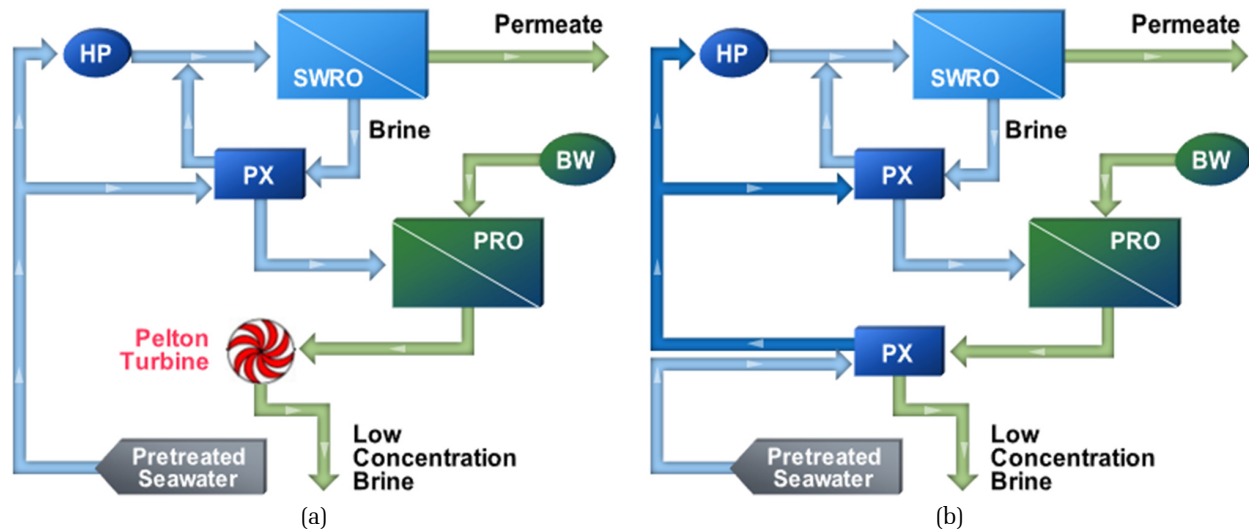 Permeate
HP
SWRO
Brine
PX
BW
PRO
Pelton
Turbine
Low
Concentration
Brine
Pretreated
Seawater
(a)
Permeate
HP
SWRO
Brine
PX
BW
PRO
PX
Low
Concentration
Brine
Pretreated
Seawater
(b)